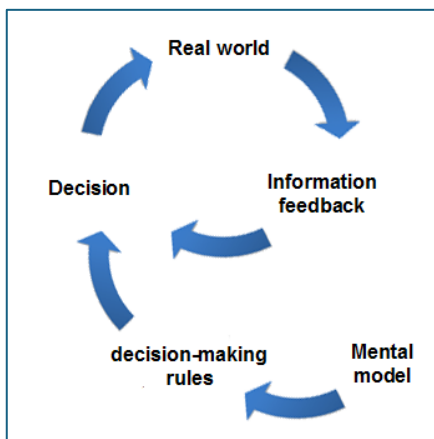 Real world
Decision
Information
feedback
decision-making
rules
Mental
model